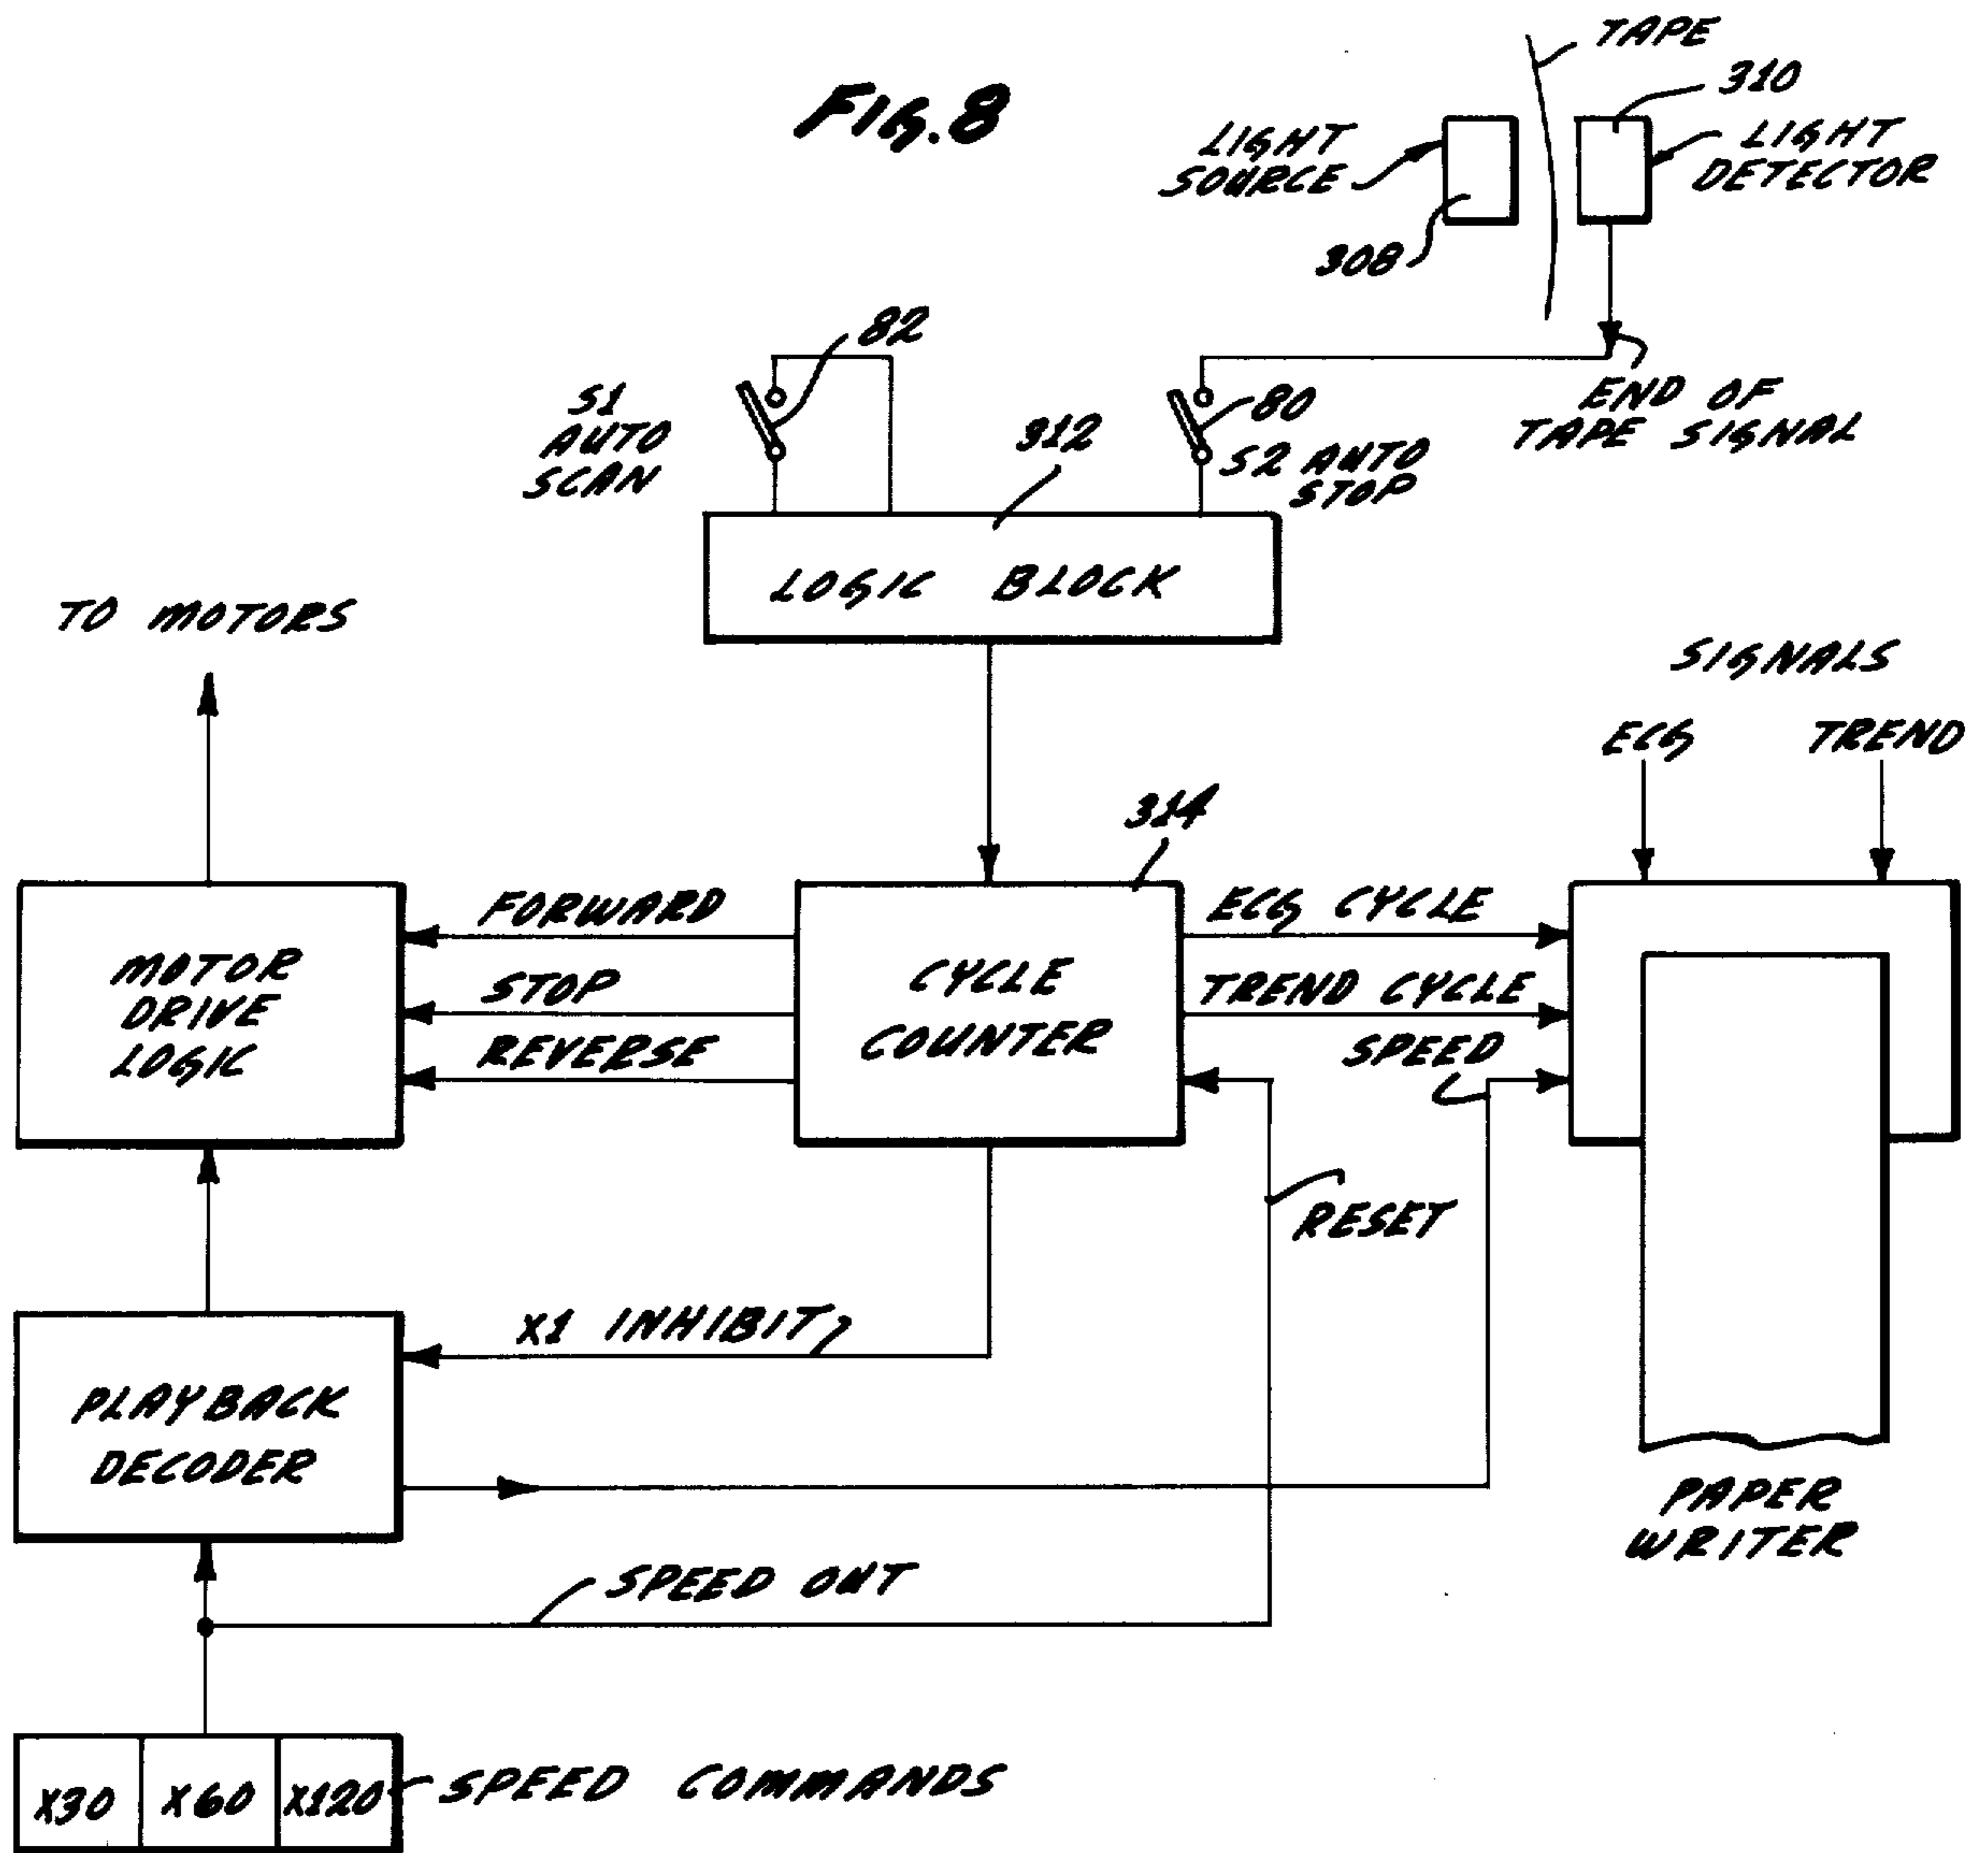 FIG. 8
TAPE
310
LIGHT
SOURCE
LIGHT
DETECTOR
308
82
S1
AUTO
SCAN
312
80
S2 AUTO
STOP
END OF
TAPE SIGNAL
LOGIC BLOCK
TO MOTORS
SIGNALS
ECG
TREND
314
MOTOR
DRIVE
LOGIC
FORWARD
STOP
REVERSE
CYCLE
COUNTER
ECG CYCLE
TREND CYCLE
SPEED
RESET
X1 INHIBIT
PLAYBACK
DECODER
PAPER
WRITER
SPEED OUT
X30
X60
X120
SPEED COMMANDS